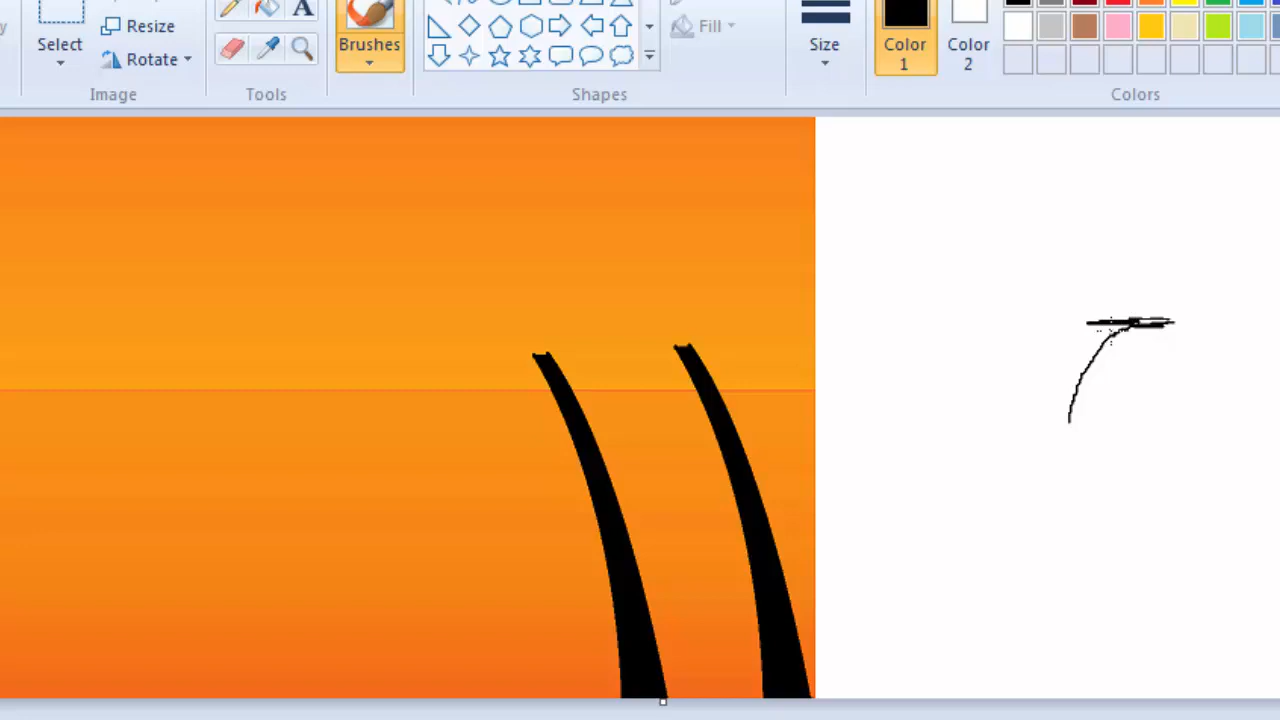 Resize
Rotate
Select
A
Image
Tools
Brushes
Fill
Shapes
Size
Color
1
Color
2
Colors